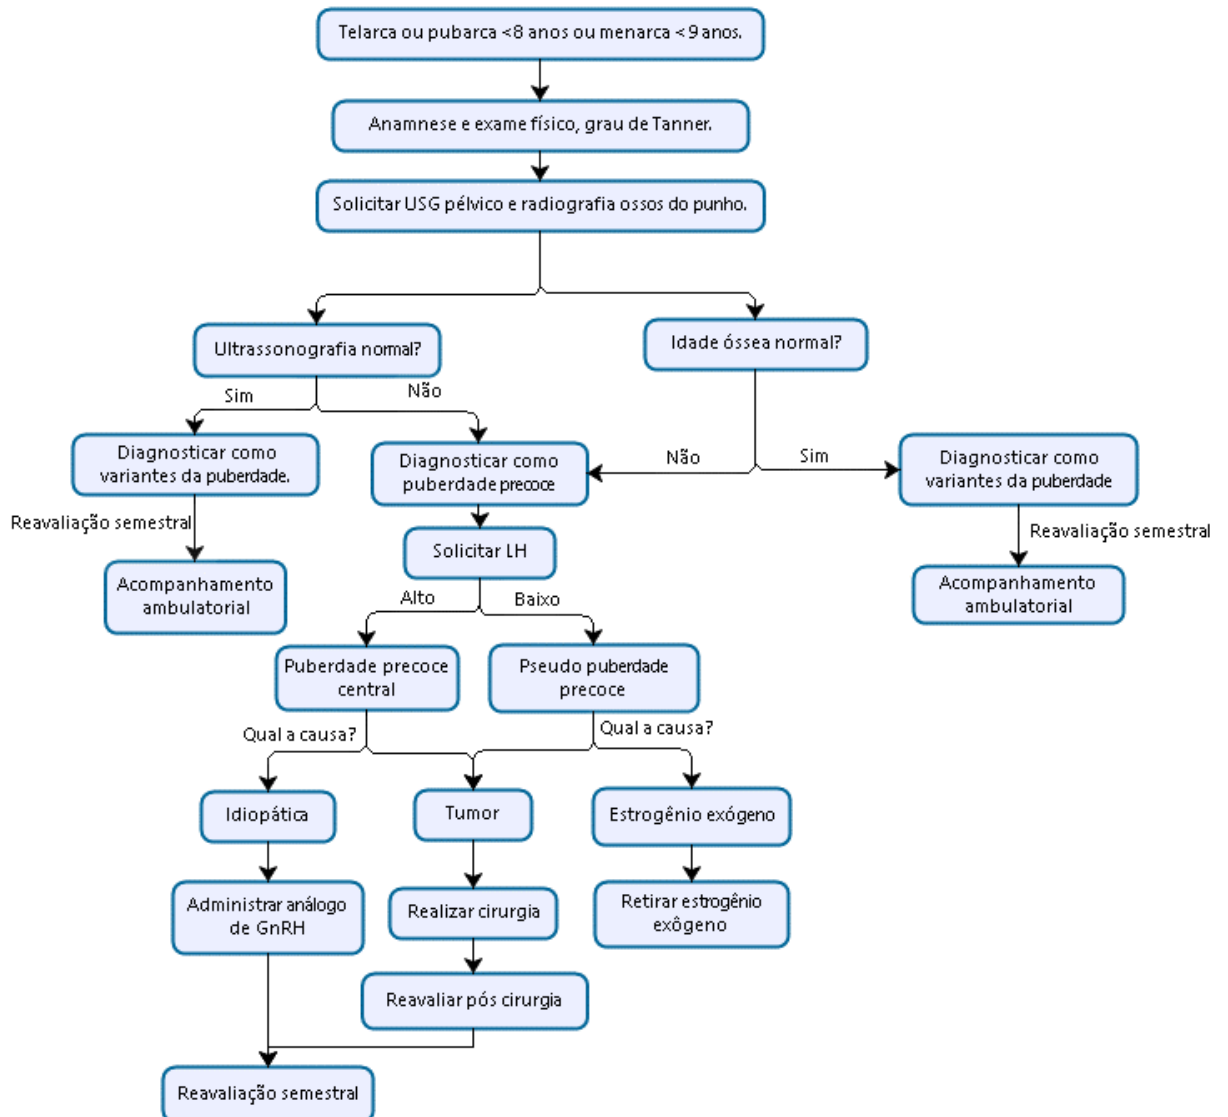 Telarca ou pubarca <8 anos ou menarca < 9 anos.
Anamnese e exame físico, grau de Tanner.
Solicitar USG pélvico e radiografia ossos do punho.
Ultrassonografia normal?
Idade óssea normal?
Sim
Não
Diagnosticar como
variantes da puberdade.
Diagnosticar como
puberdade precoce
Não
Sim
Diagnosticar como
variantes da puberdade
Reavaliação semestral
Reavaliação semestral
Solicitar LH
Acompanhamento
ambulatorial
Acompanhamento
ambulatorial
Alto
Baixo
Puberdade precoce
central
Pseudo puberdade
precoce
Qual a causa?
Qual a causa?
Idiopática
Tumor
Estrogênio exógeno
Administrar análogo
de GnRH
Realizar cirurgia
Retirar estrogênio
exôgeno
Reavaliar pós cirurgia
Reavaliação semestral